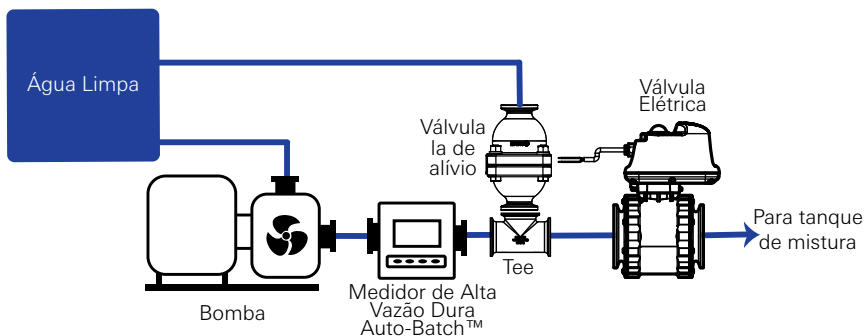 Água Limpa
Válvula
la de
alívio
Válvula
Elétrica
Para tanque
de mistura
Tee
Bomba
Medidor de Alta
Vazão Dura
Auto-Batch™